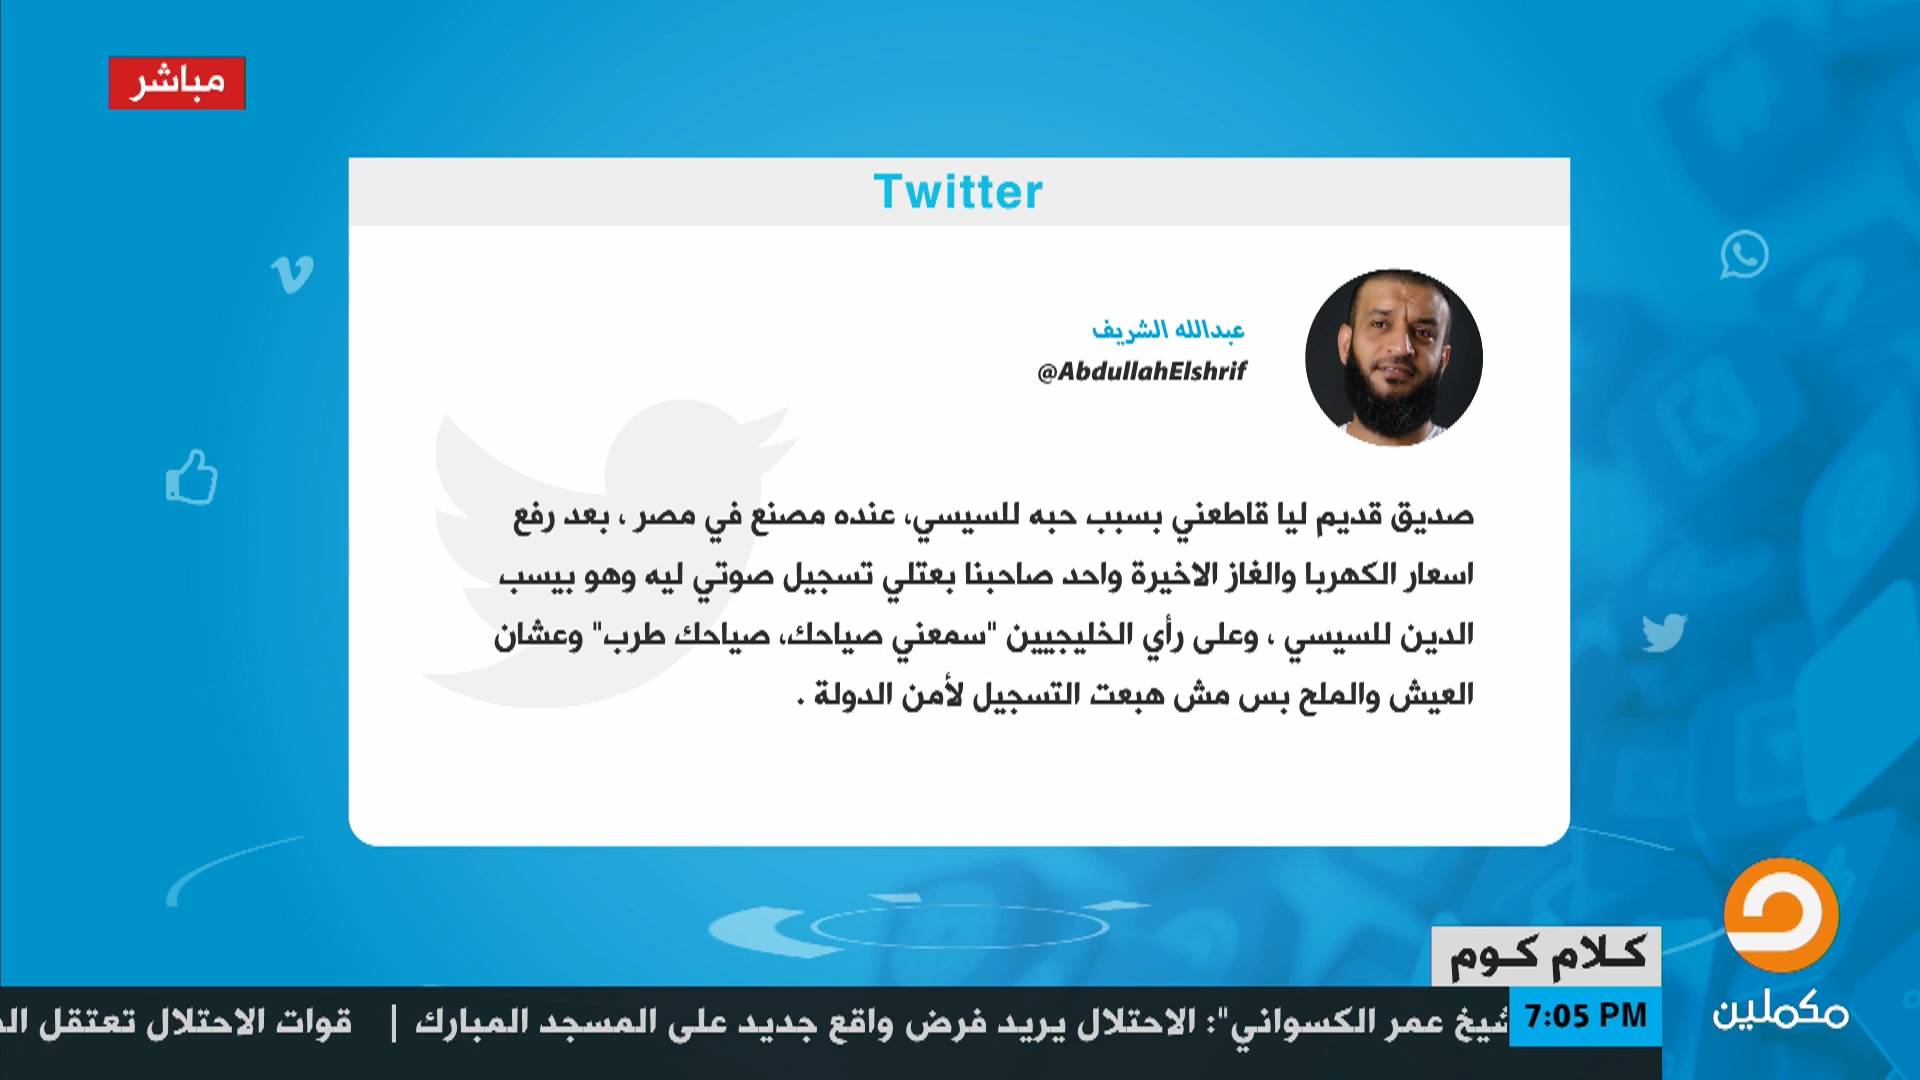 مباشر
Twitter
عبدالله الشريف
@AbdullahElshrif
صديق قديم ليا قاطعني بسبب حبه للسيسي، عنده مصنع في مصر ، بعد رفع
اسعار الكهربا والغاز الاخيرة واحد صاحبنا بعتلي تسجيل صوتي ليه وهو بيسب
الدين للسيسي ، وعلى رأي الخليجيين "سمعني صياحك، صياحك طرب" وعشان
العيش والملح بس مش هبعت التسجيل لأمن الدولة .
كلام كوم
مكملين
7:05 PM
عمر الكسواني": الاحتلال يريد فرض واقع جديد على المسجد المبارك | قوات الاحتلال تعتقل